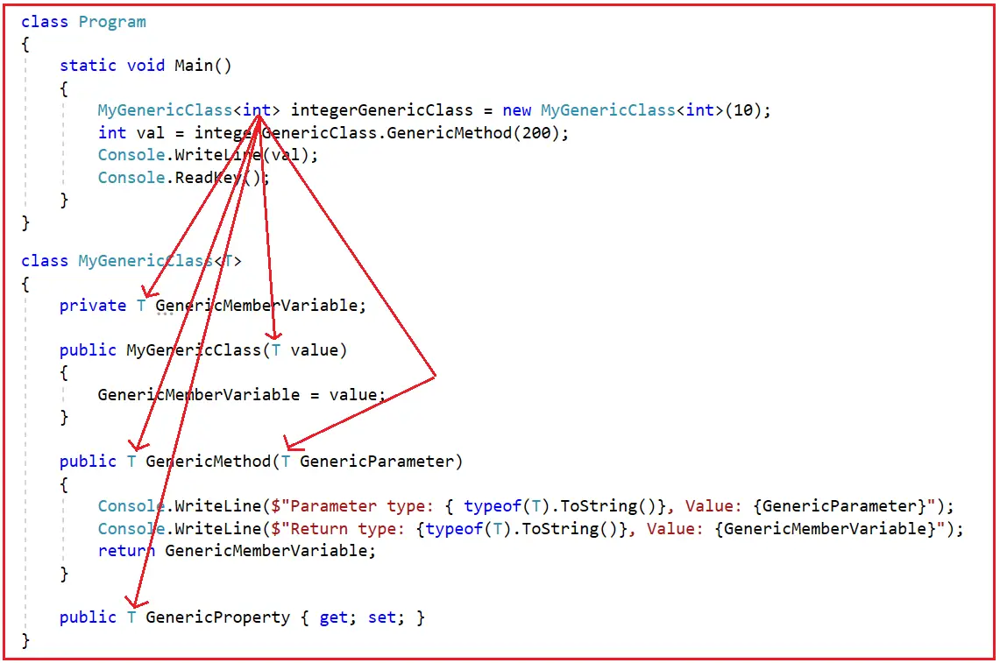 class Program
{
    static void Main()
    {
        MyGenericClass<int> integerGenericClass = new MyGenericClass<int>(10);
        int val = integerGenericClass.GenericMethod(200);
        Console.WriteLine(val);
        Console.ReadKey();
    }
}
class MyGenericClass<T>
{
    private T GenericMemberVariable;
    public MyGenericClass(T value)
    {
        GenericMemberVariable = value;
    }
    public T GenericMethod(T GenericParameter)
    {
        Console.WriteLine($"Parameter type: { typeof(T).ToString()}, Value: {GenericParameter}");
        Console.WriteLine($"Return type: {typeof(T).ToString()}, Value: {GenericMemberVariable}");
        return GenericMemberVariable;
    }
    public T GenericProperty { get; set; }
}